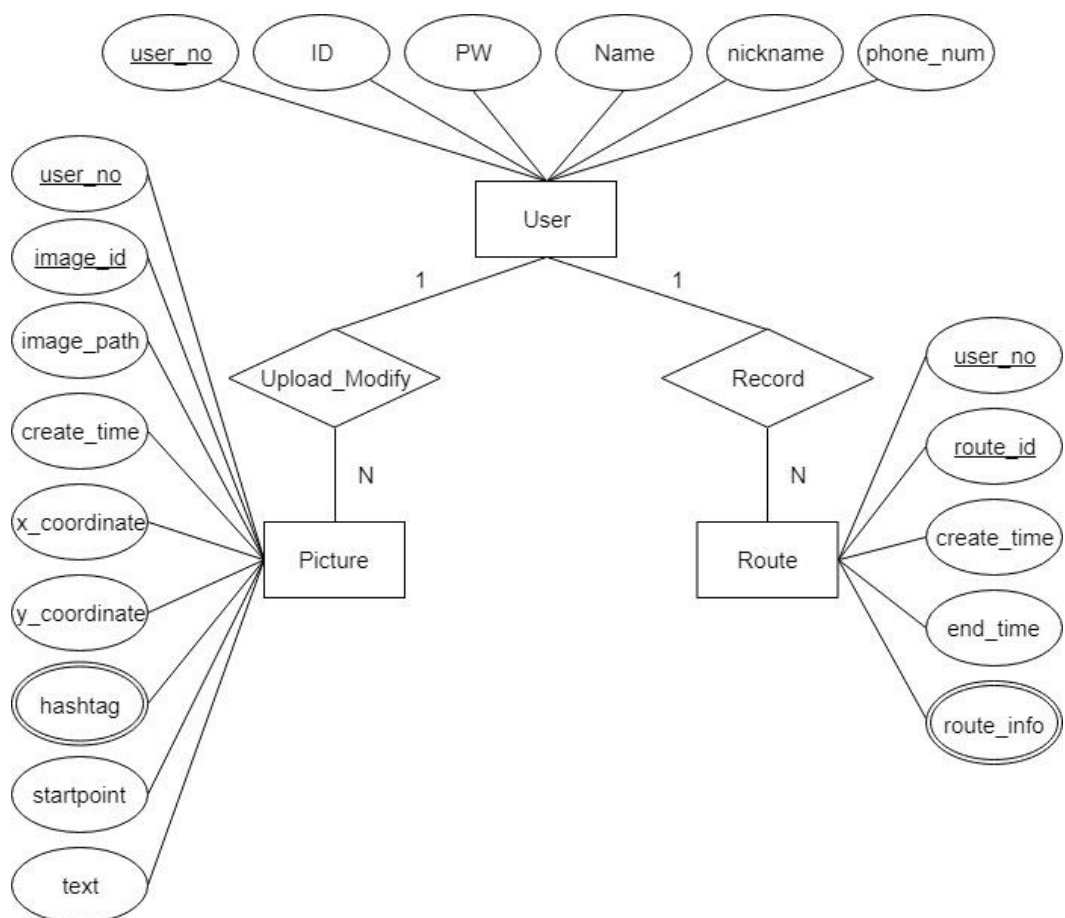 user_no
ID
PW
Name
nickname
phone_num
User
1
1
Upload_Modify
Record
N
N
Picture
Route
user_no
image_id
image_path
create_time
x_coordinate
y_coordinate
hashtag
startpoint
text
user_no
route_id
create_time
end_time
route_info